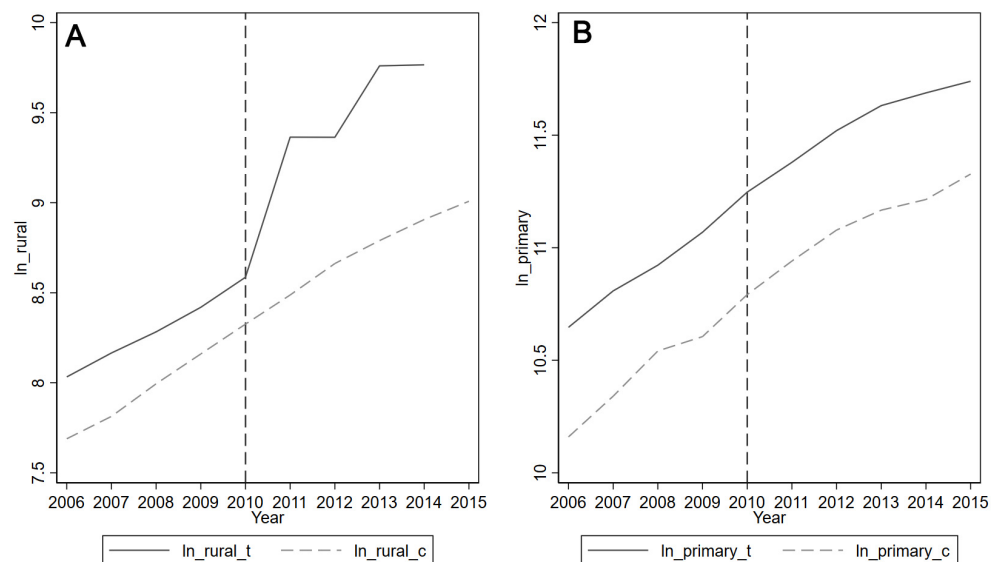 A
10
9.5
9
8.5
8
7.5
ln_rural
2006 2007 2008 2009 2010 2011 2012 2013 2014 2015
Year
ln_rural_t ln_rural_c
B
12
11.5
11
10.5
10
ln_primary
2006 2007 2008 2009 2010 2011 2012 2013 2014 2015
Year
ln_primary_t ln_primary_c